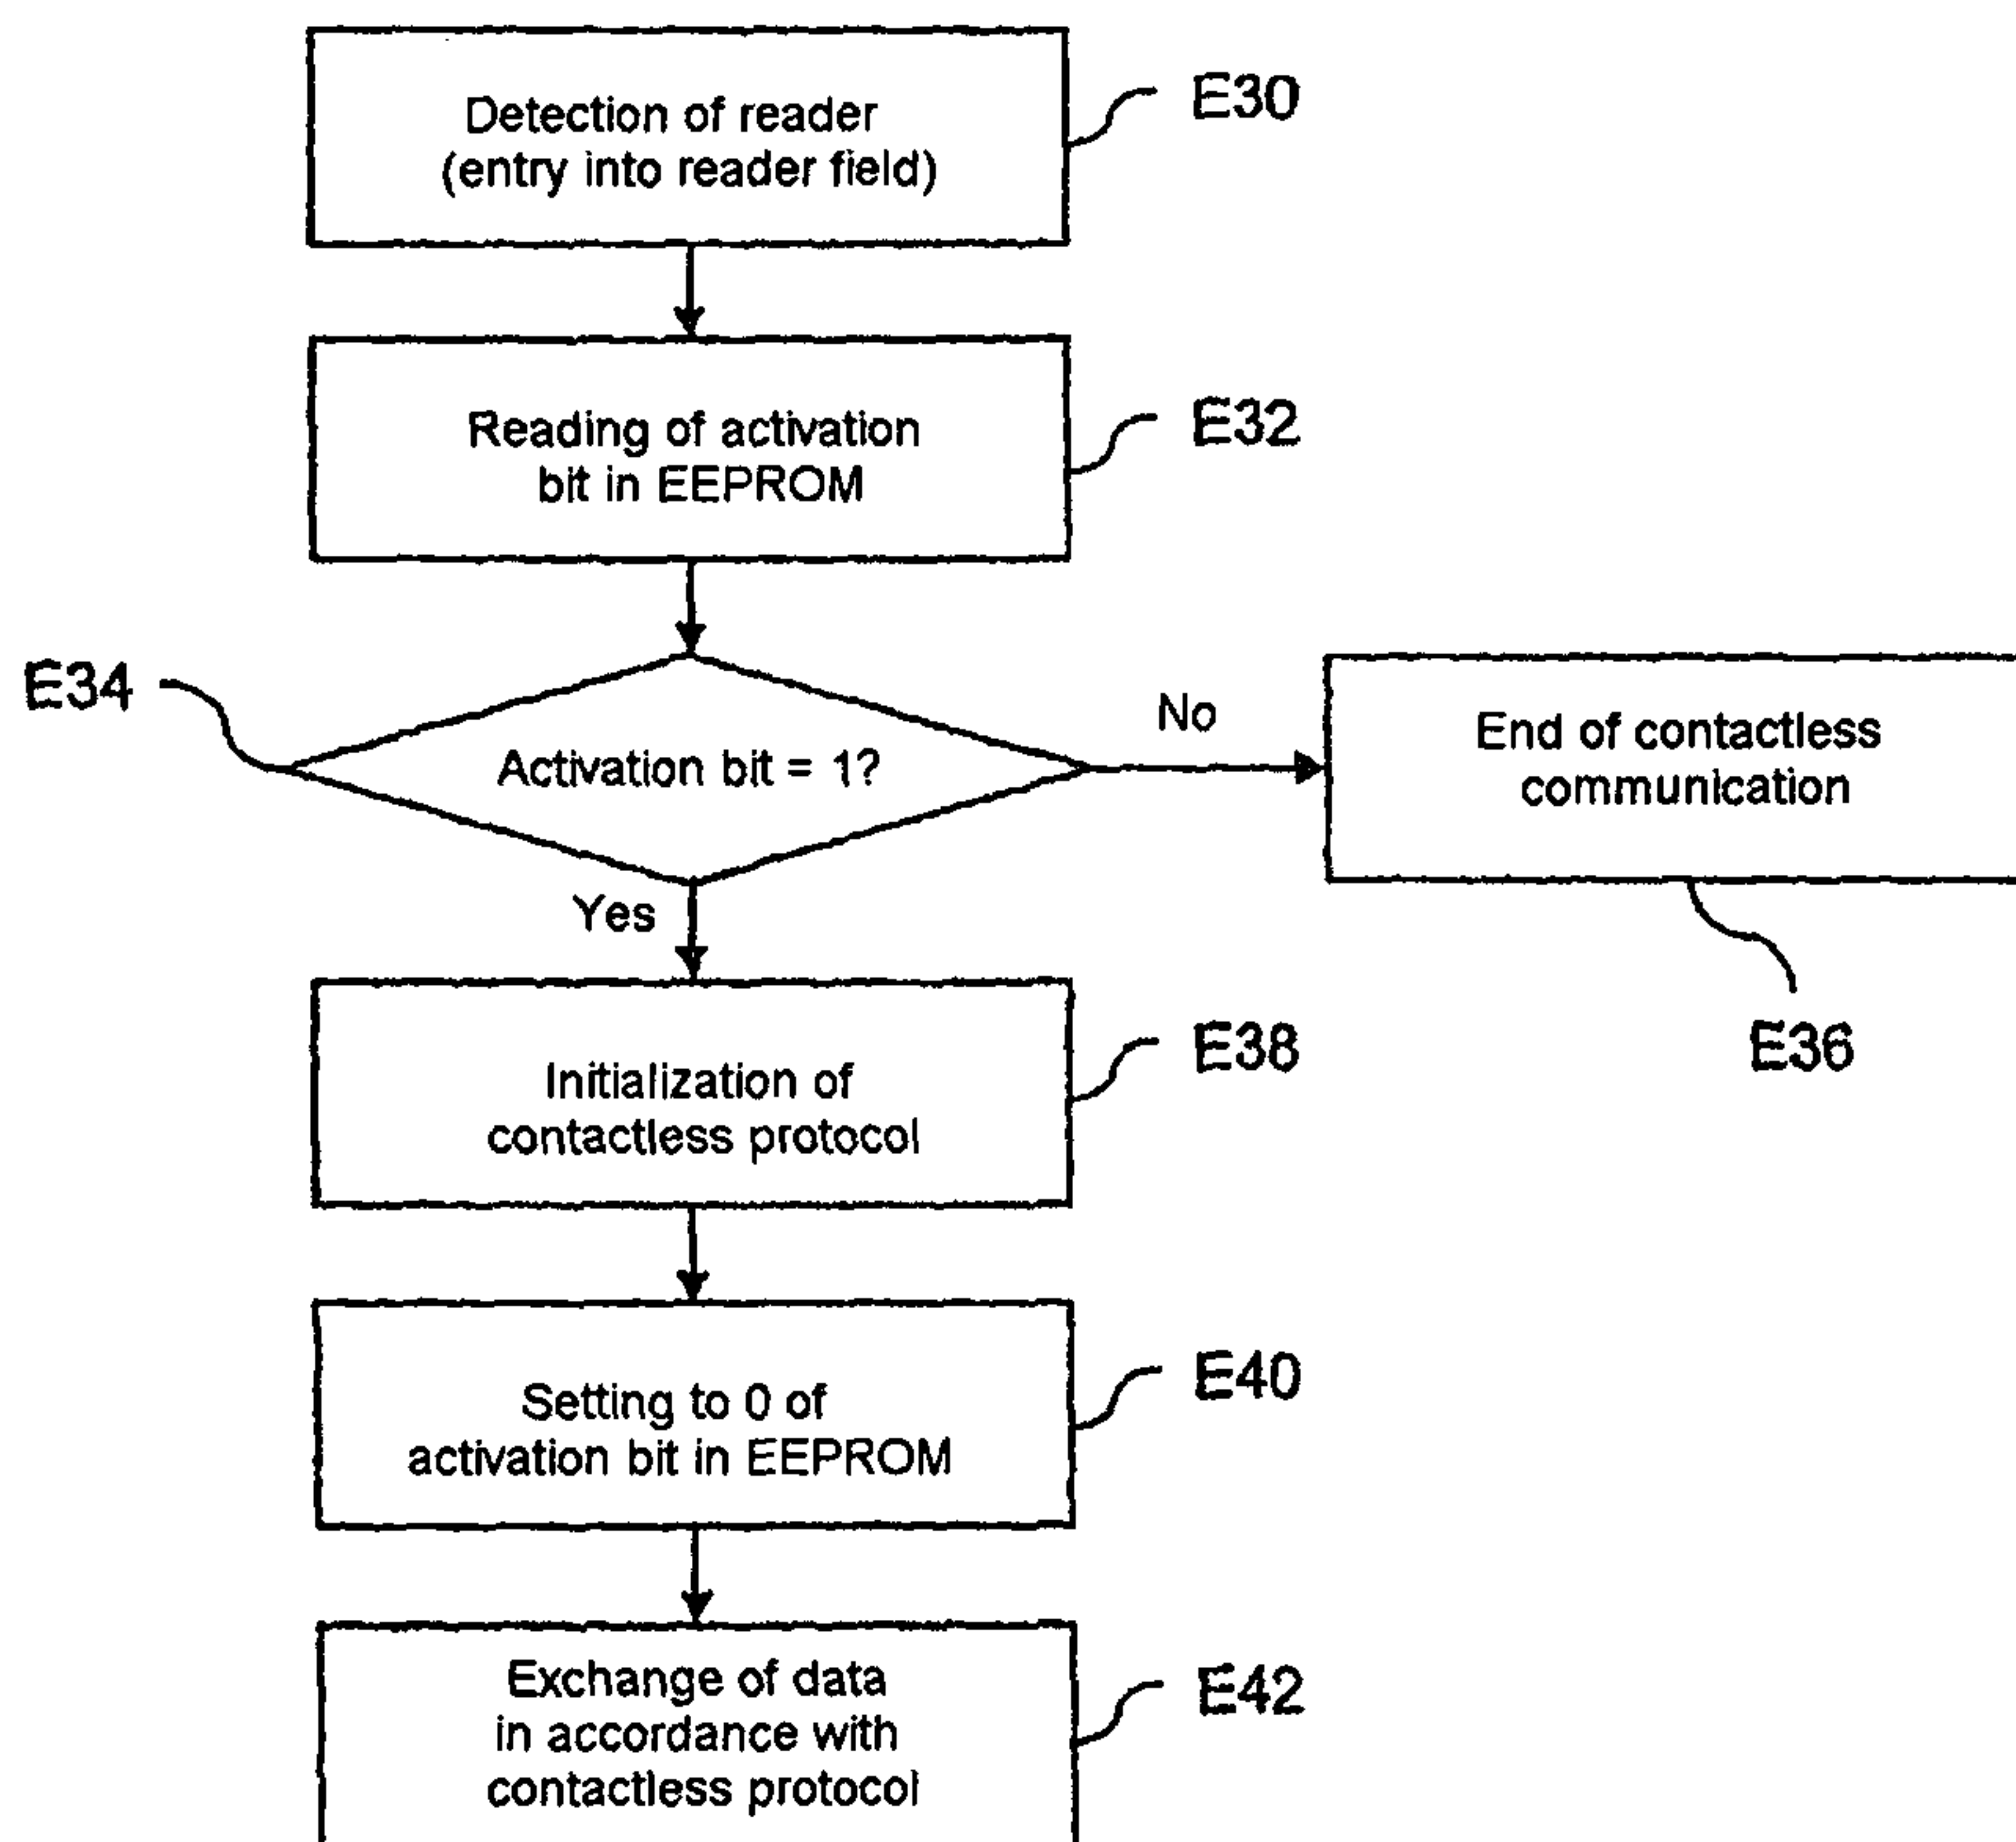 Detection of reader
(entry into reader field)
E30
Reading of activation
bit in EEPROM
E32
E34
Activation bit = 1?
No
End of contactless
communication
E36
Yes
Initialization of
contactless protocol
E38
Setting to 0 of
activation bit in EEPROM
E40
Exchange of data
in accordance with
contactless protocol
E42